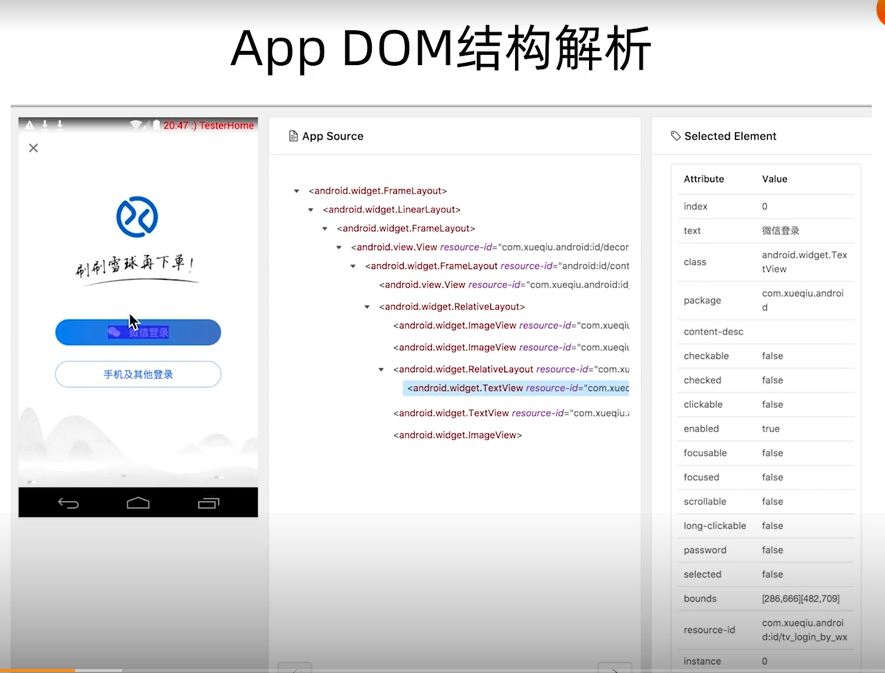 App DOM结构解析
20:47 :) TesterHome
刷刷雪球再下单!
微信登录
手机及其他登录
App Source
<android.widget.FrameLayout>
<android.widget.LinearLayout>
<android.widget.FrameLayout>
<android.view.View resource-id="com.xueqiu.android:id/decor
<android.widget.FrameLayout resource-id="android:id/cont
<android.view.View resource-id="com.xueqiu.android:id,
<android.widget.RelativeLayout>
<android.widget.ImageView resource-id="com.xueqiu
<android.widget.ImageView resource-id="com.xueqiu
<android.widget.RelativeLayout resource-id="com.xu
<android.widget.TextView resource-id="com.xueq
<android.widget.TextView resource-id="com.xueqiu.a
<android.widget.ImageView>
Selected Element
Attribute Value
index 0
text 微信登录
class android.widget.Tex
tView
package com.xueqiu.androi
d
content-desc
checkable false
checked false
clickable false
enabled true
focusable false
focused false
scrollable false
long-clickable false
password false
selected false
bounds [286,666][482,709]
resource-id com.xueqiu.androi
d:id/tv_login_by_wx
instance 0